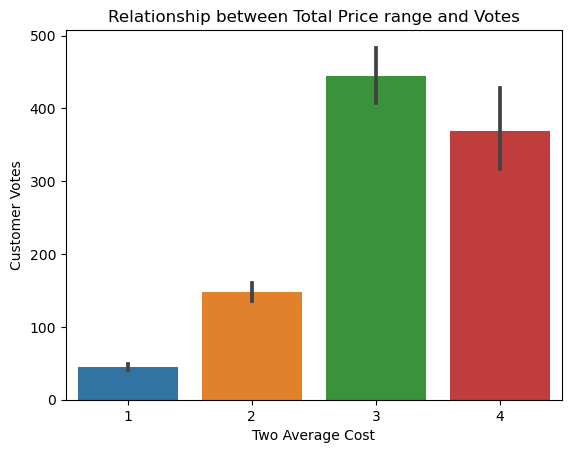 Relationship between Total Price range and Votes
500
400
300
200
100
0
Customer Votes
1 2 3 4
Two Average Cost